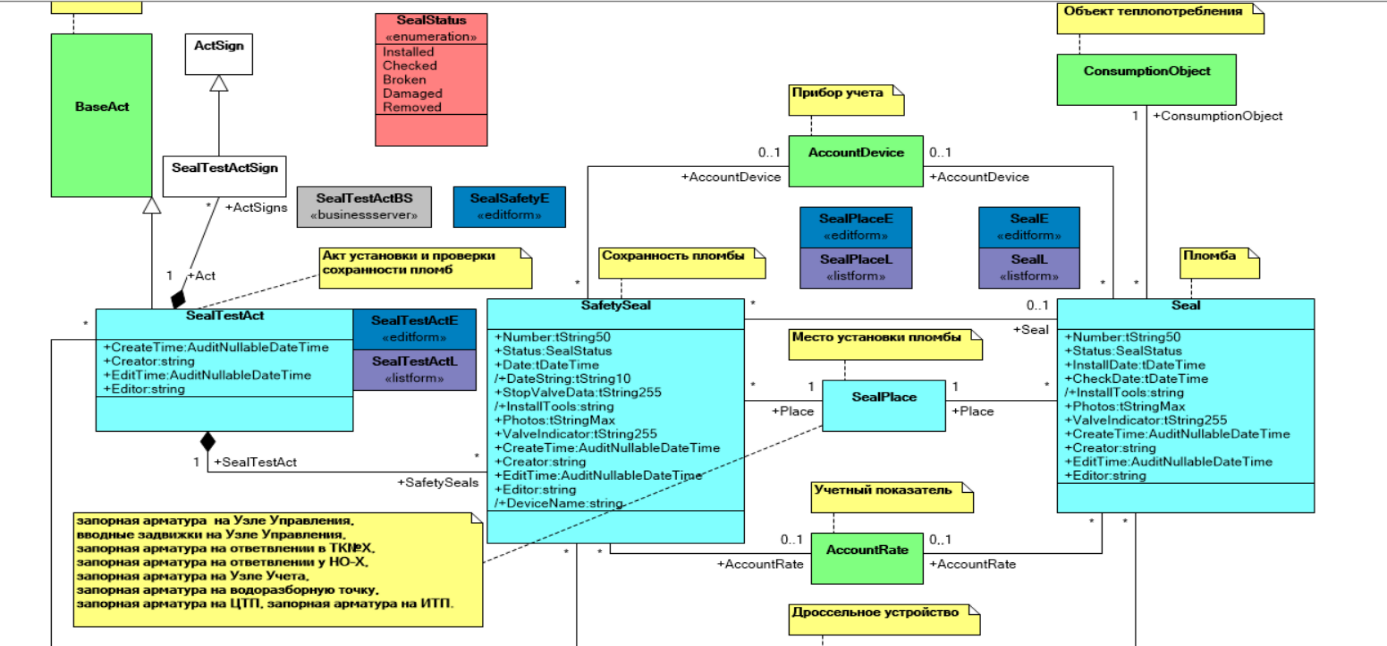 Объект теплопотребления
SealStatus
«enumeration»
Installed
Checked
Broken
Damaged
Removed
ActSign
BaseAct
ConsumptionObject
1
+ConsumptionObject
Прибор учета
AccountDevice
0..1
+AccountDevice
0..1
+AccountDevice
SealTestActSign
*
+ActSigns
SealTestActBS
«businessserver»
SealSafetyE
«editform»
SealPlaceE
«editform»
SealPlaceL
«listform»
SealE
«editform»
SealL
«listform»
Акт установки и проверки
сохранности пломб
1
+Act
Сохранность пломбы
Пломба
*
*
*
SealTestAct
*
+CreateTime:AuditNullableDateTime
+Creator:string
+EditTime:AuditNullableDateTime
+Editor:string
SealTestActE
«editform»
SealTestActL
«listform»
SafetySeal
+Number:tString50
+Status:SealStatus
+Date:tDateTime
/+DateString:tString10
+StopValveData:tString255
/+InstallTools:string
+Photos:tStringMax
+ValveIndicator:tString255
+CreateTime:AuditNullableDateTime
+Creator:string
+EditTime:AuditNullableDateTime
+Editor:string
/+DeviceName:string
*
0..1
+Seal
Место установки пломбы
*
1
+Place
SealPlace
1
+Place
*
Seal
+Number:tString50
+Status:SealStatus
+InstallDate:tDateTime
+CheckDate:tDateTime
/+InstallTools:string
+Photos:tStringMax
+ValveIndicator:tString255
+CreateTime:AuditNullableDateTime
+Creator:string
+EditTime:AuditNullableDateTime
+Editor:string
1
+SealTestAct
*
+SafetySeals
запорная арматура на Узле Управления,
вводные задвижки на Узле Управления,
запорная арматура на ответвлении в ТК№Х,
запорная арматура на ответвлении у НО-Х,
запорная арматура на Узле Учета,
запорная арматура на водоразборную точку,
запорная арматура на ЦТП, запорная арматура на ИТП.
Учетный показатель
*
*
0..1
+AccountRate
AccountRate
0..1
+AccountRate
*
*
Дроссельное устройство